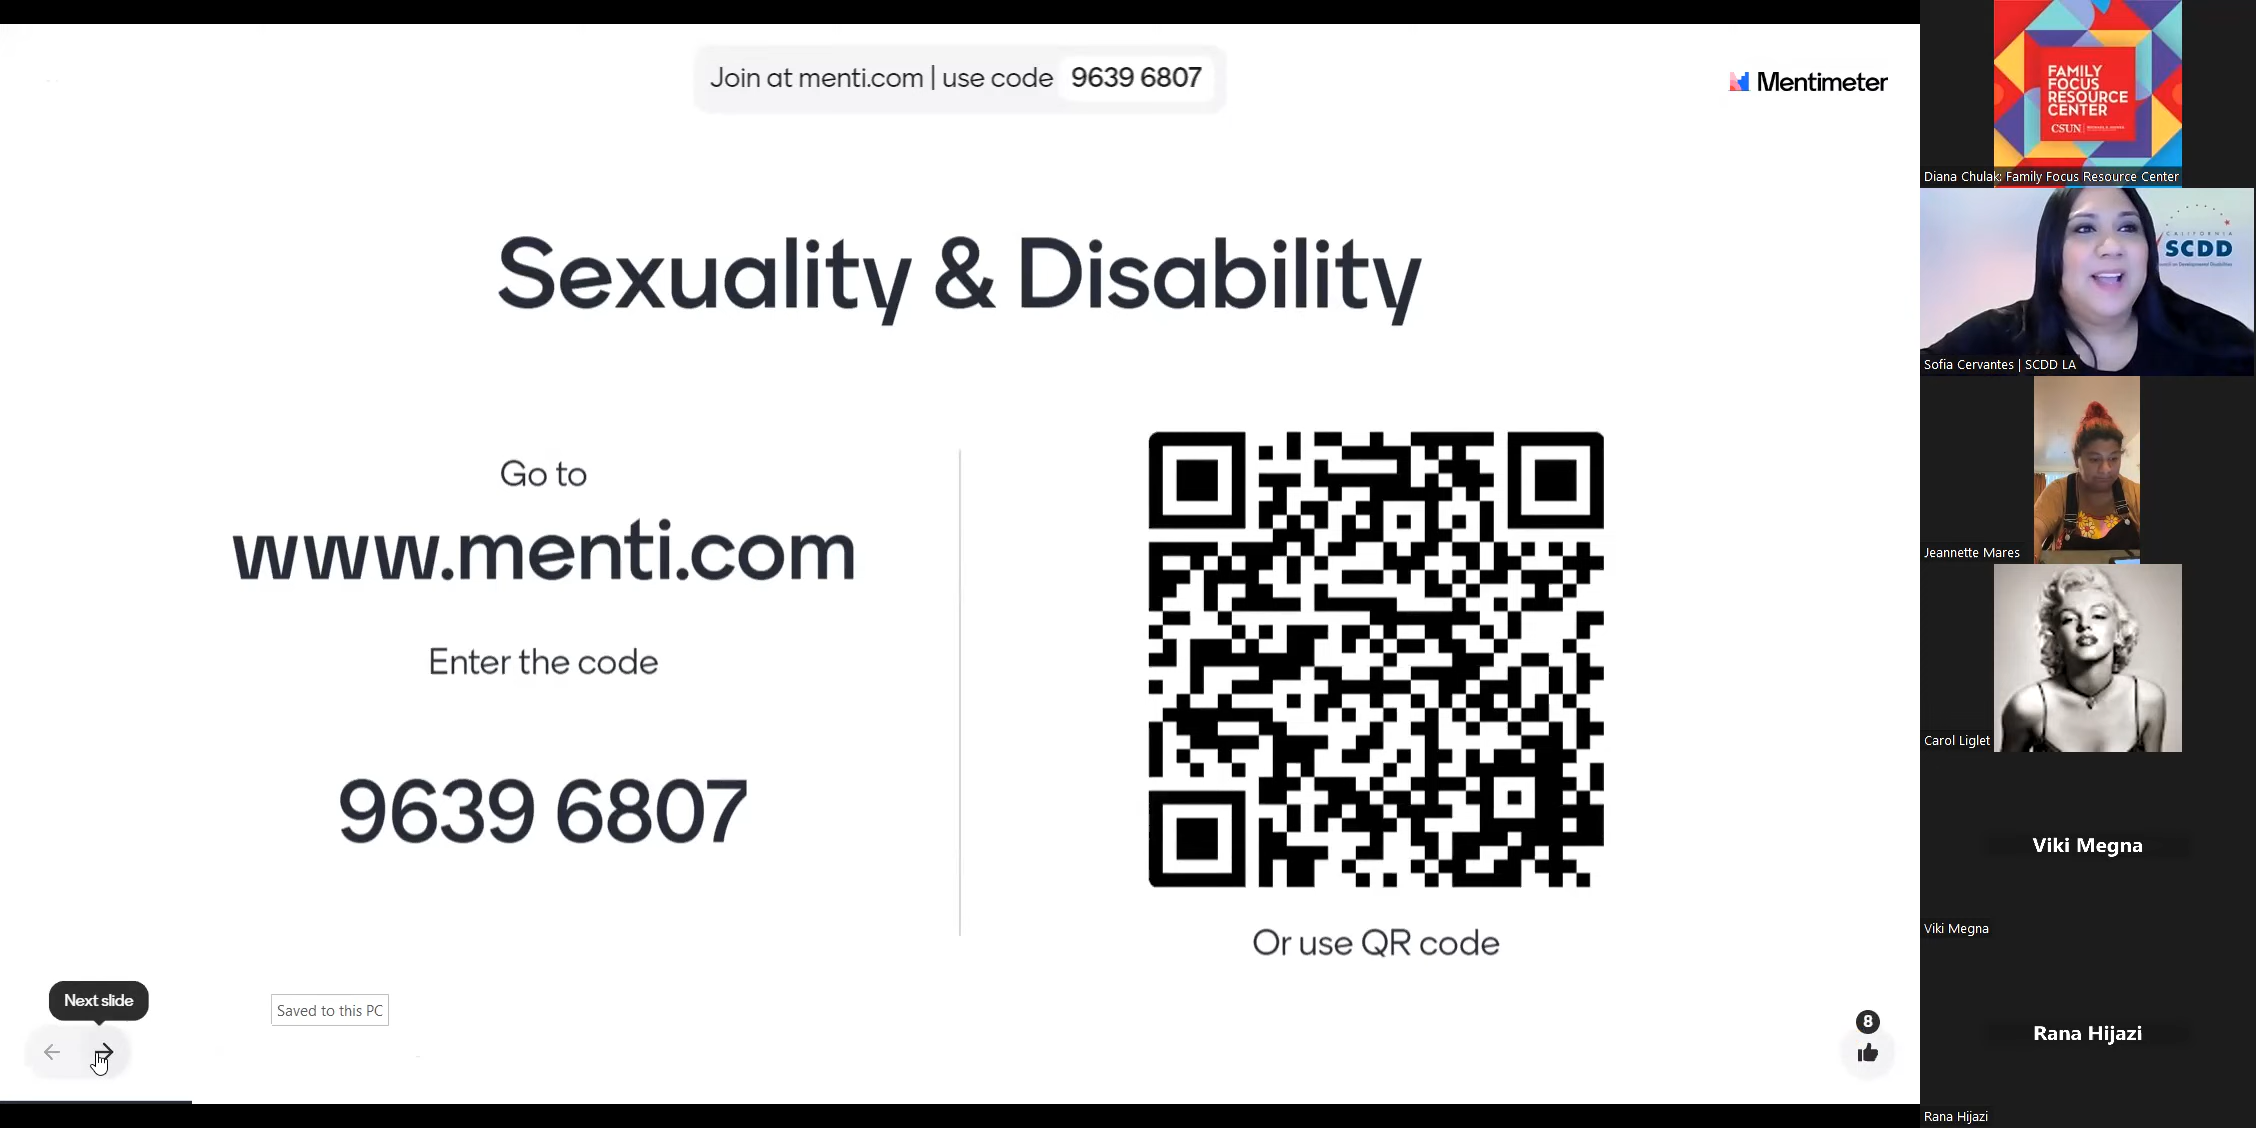 Join at menti.com | use code 9639 6807
Mentimeter
Sexuality & Disability
Go to
www.menti.com
Enter the code
9639 6807
Or use QR code
Next slide
Saved to this PC
8
FAMILY
FOCUS
RESOURCE
CENTER
CSUN
Diana Chulak: Family Focus Resource Center
CALIFORNIA
SCDD
Sofia Cervantes | SCDD LA
Jeannette Mares
Carol Liglet
Viki Megna
Viki Megna
Rana Hijazi
Rana Hijazi